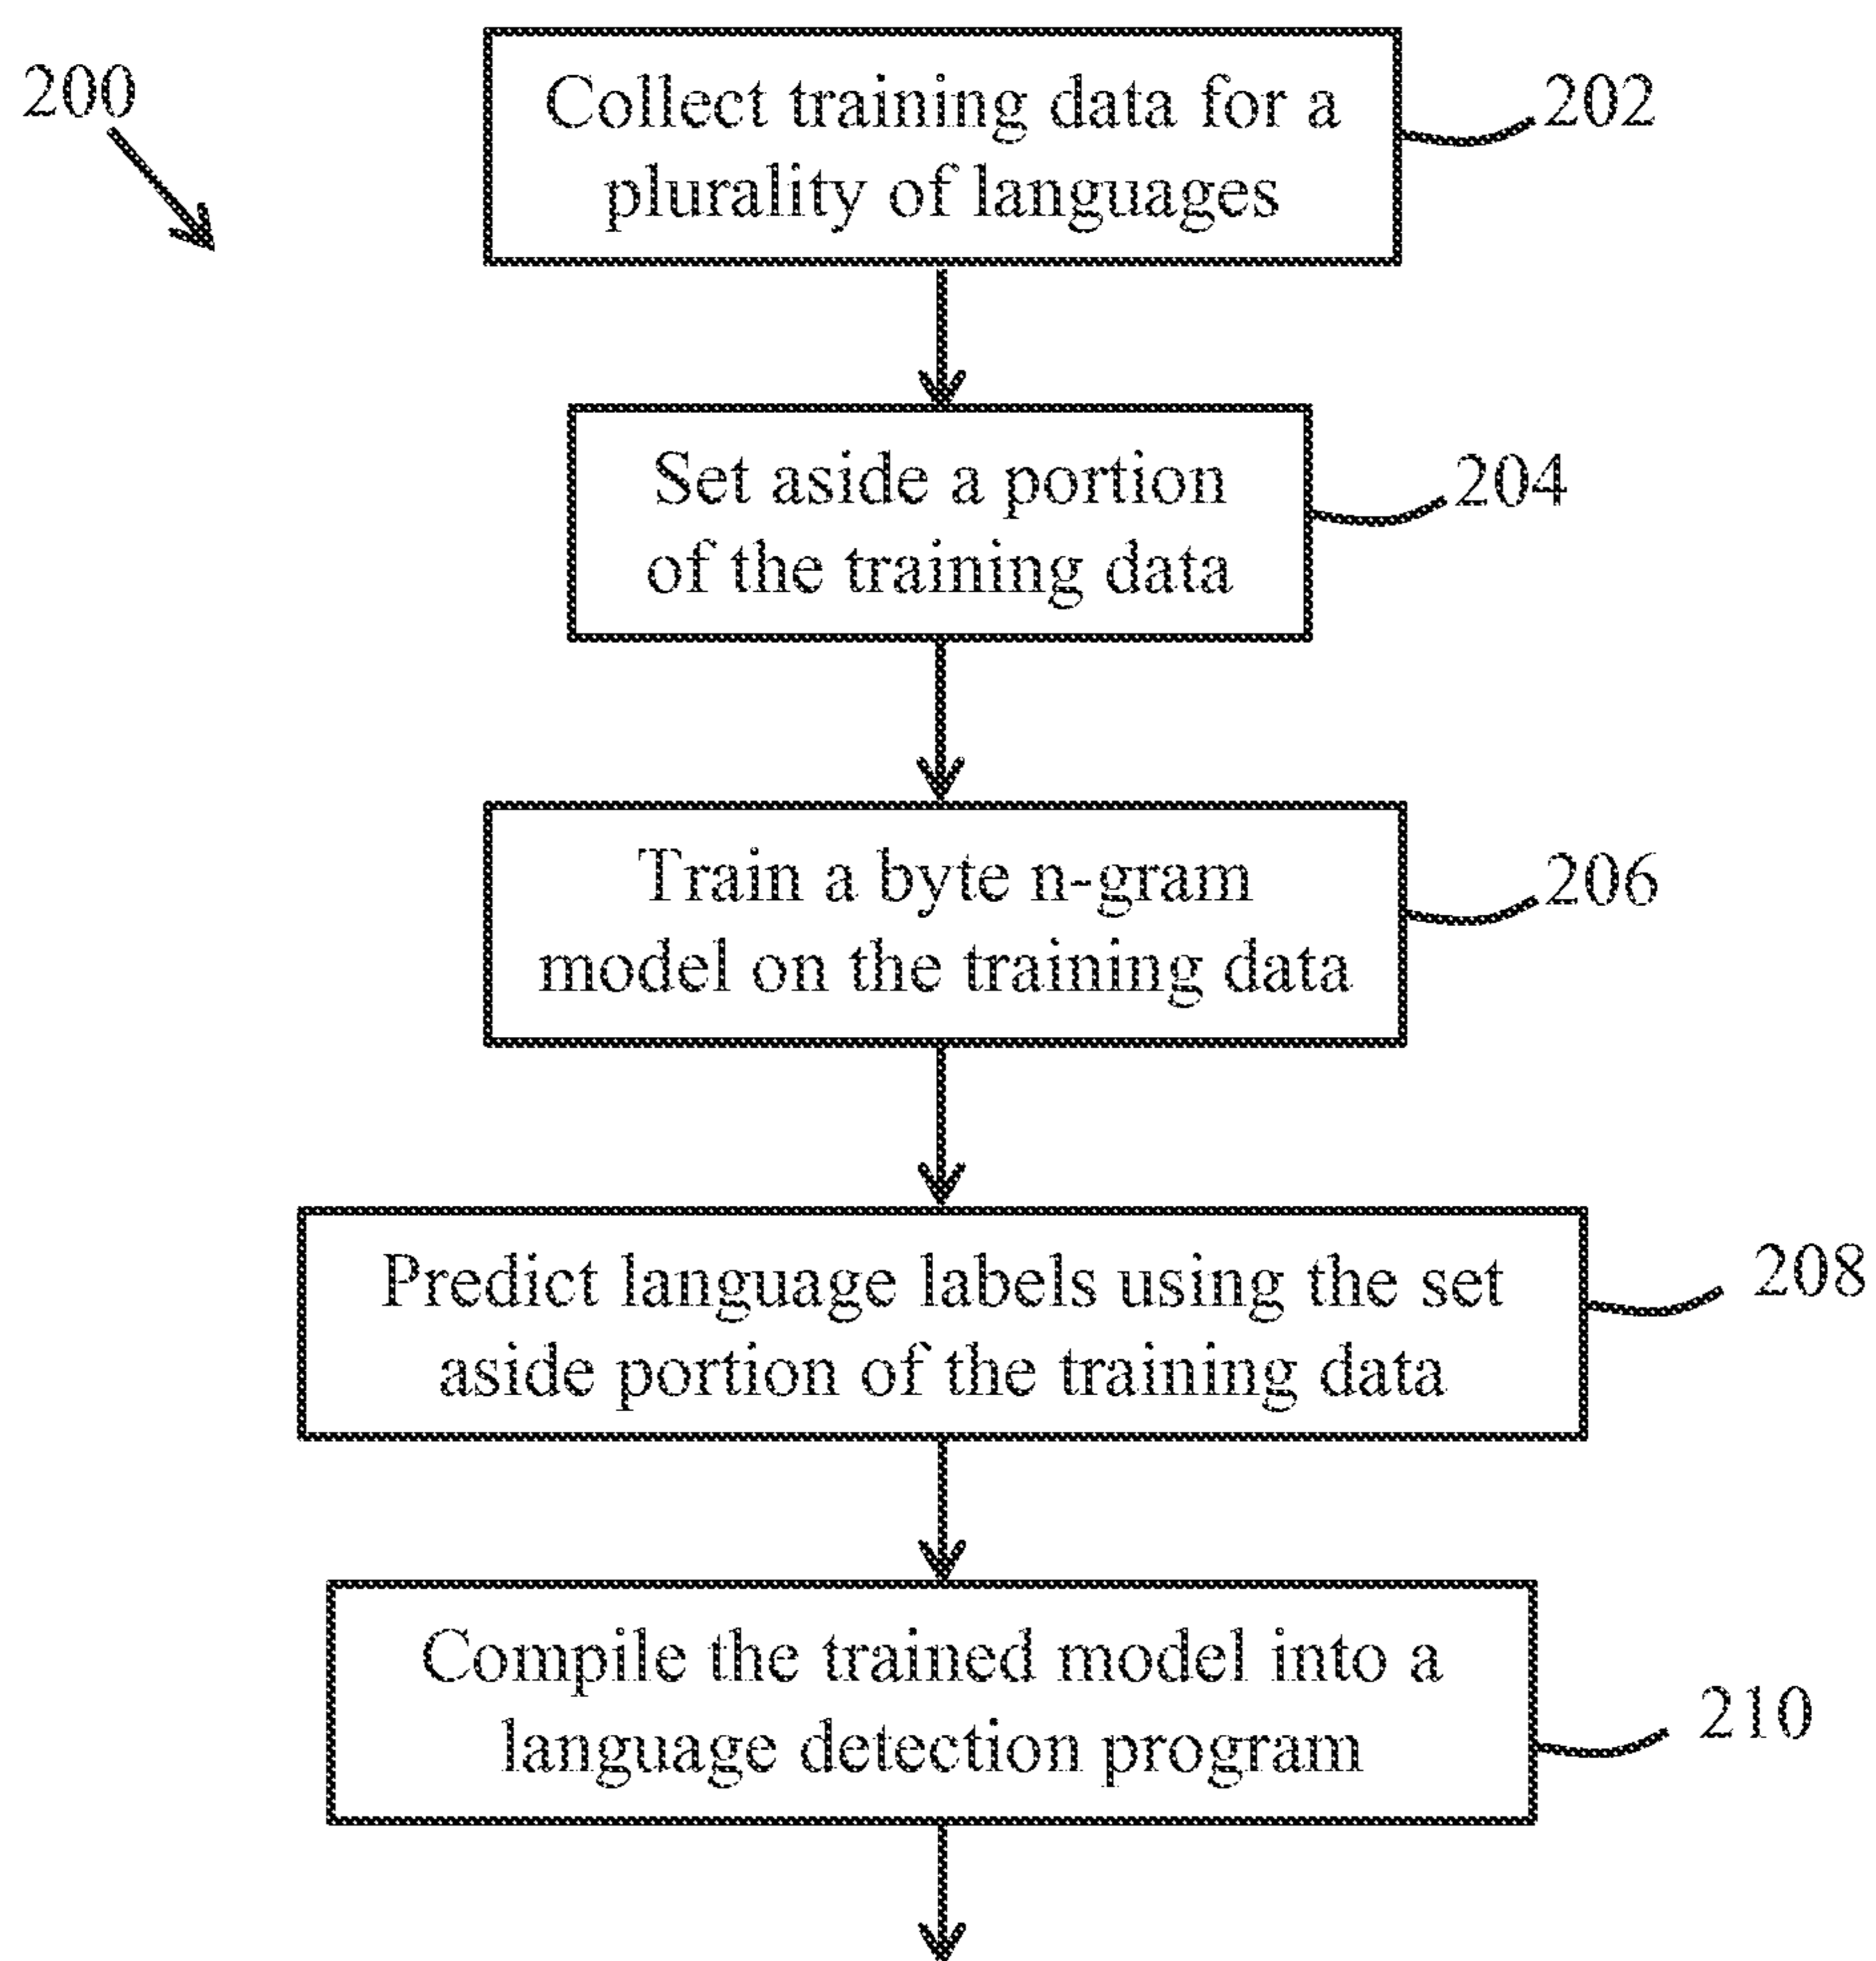 200
Collect training data for a
plurality of languages
202
Set aside a portion
of the training data
204
Train a byte n-gram
model on the training data
206
Predict language labels using the set
aside portion of the training data
208
Compile the trained model into a
language detection program
210